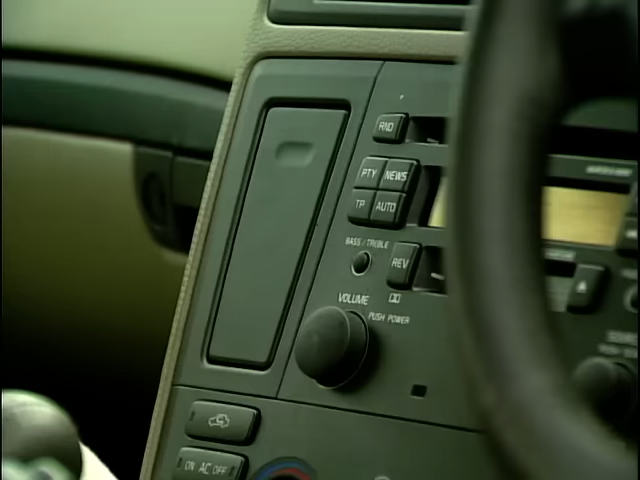 RND
PTY NEWS
TP AUTO
BASS / TREBLE
REV
VOLUME
PUSH POWER
ON AC OFF